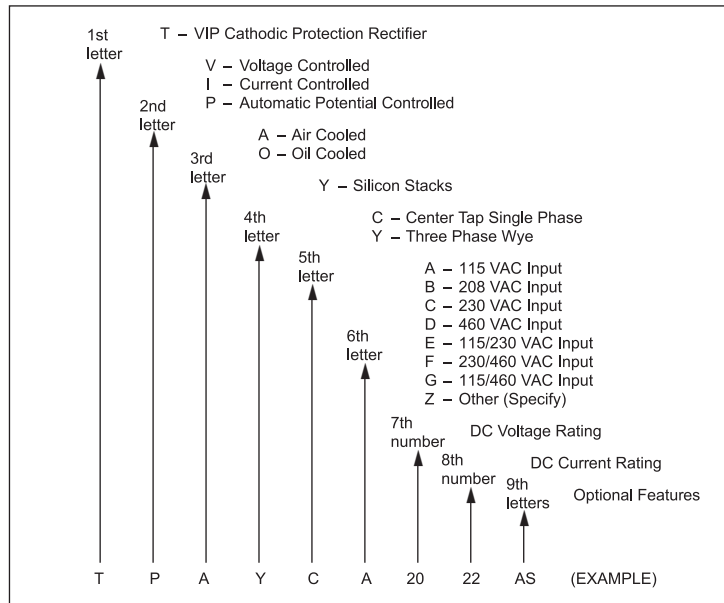 1st
letter
T – VIP Cathodic Protection Rectifier
2nd
letter
V – Voltage Controlled
I – Current Controlled
P – Automatic Potential Controlled
3rd
letter
A – Air Cooled
O – Oil Cooled
4th
letter
Y – Silicon Stacks
5th
letter
C – Center Tap Single Phase
Y – Three Phase Wye
6th
letter
A – 115 VAC Input
B – 208 VAC Input
C – 230 VAC Input
D – 460 VAC Input
E – 115/230 VAC Input
F – 230/460 VAC Input
G – 115/460 VAC Input
Z – Other (Specify)
7th
number
DC Voltage Rating
8th
number
DC Current Rating
9th
letters
Optional Features
T P A Y C A 20 22 AS (EXAMPLE)